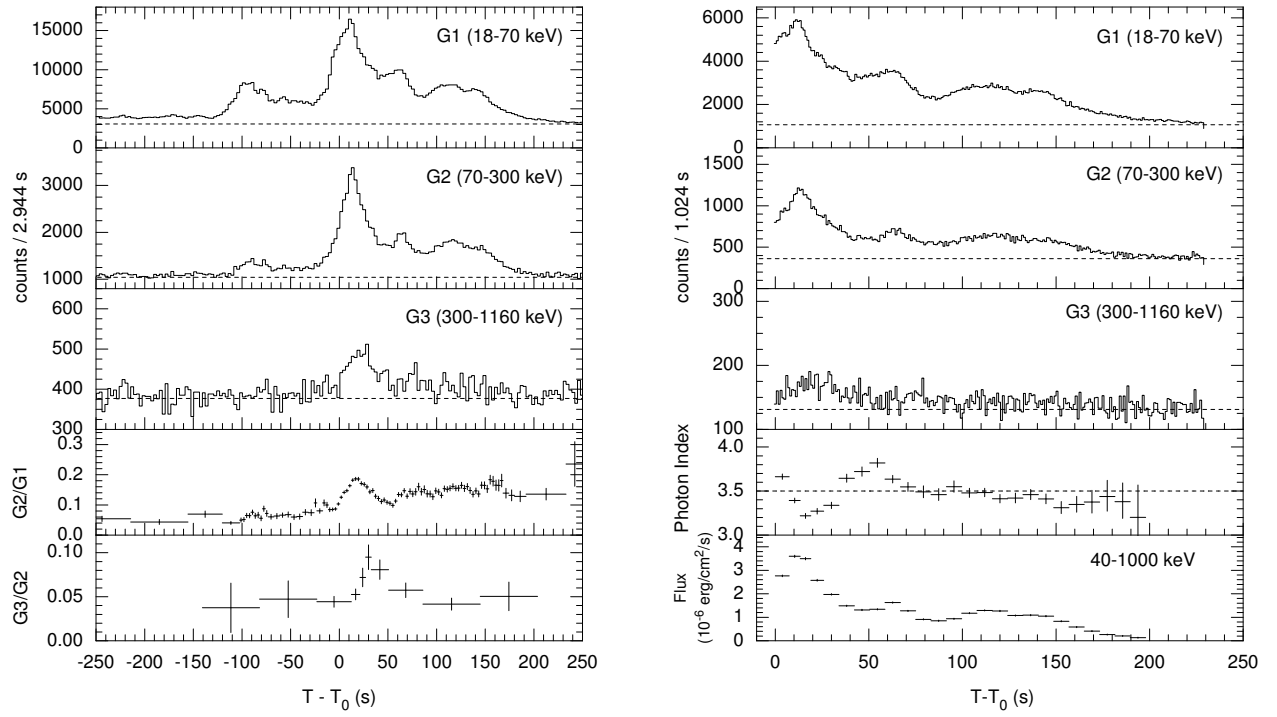 15000
10000
5000
0
G1 (18-70 keV)
3000
2000
1000
G2 (70-300 keV)
counts / 2.944 s
600
500
400
300
G3 (300-1160 keV)
0.3
0.2
0.1
0.0
G2/G1
0.10
0.05
0.00
G3/G2
-250 -200 -150 -100 -50 0 50 100 150 200 250
T - T0 (s)
6000
4000
2000
0
G1 (18-70 keV)
1500
1000
500
0
G2 (70-300 keV)
counts / 1.024 s
300
200
100
G3 (300-1160 keV)
4.0
3.5
3.0
Photon Index
4
3
2
1
0
40-1000 keV
Flux
(10-6 erg/cm2/s)
0 50 100 150 200 250
T-T0 (s)